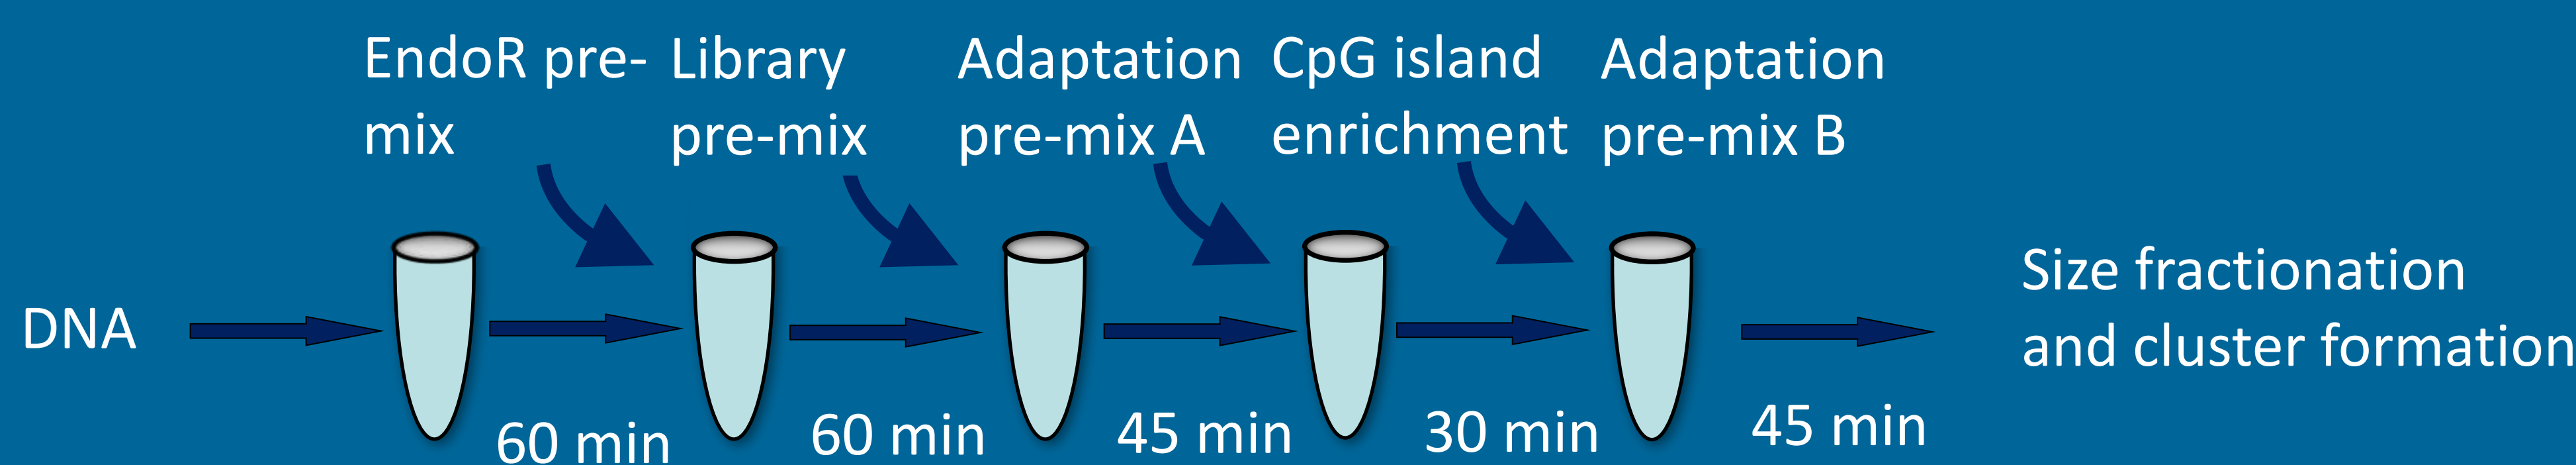 EndoR pre-
mix
Library
pre-mix
Adaptation
pre-mix A
CpG island
enrichment
Adaptation
pre-mix B
DNA
60 min
60 min
45 min
30 min
45 min
Size fractionation
and cluster formation